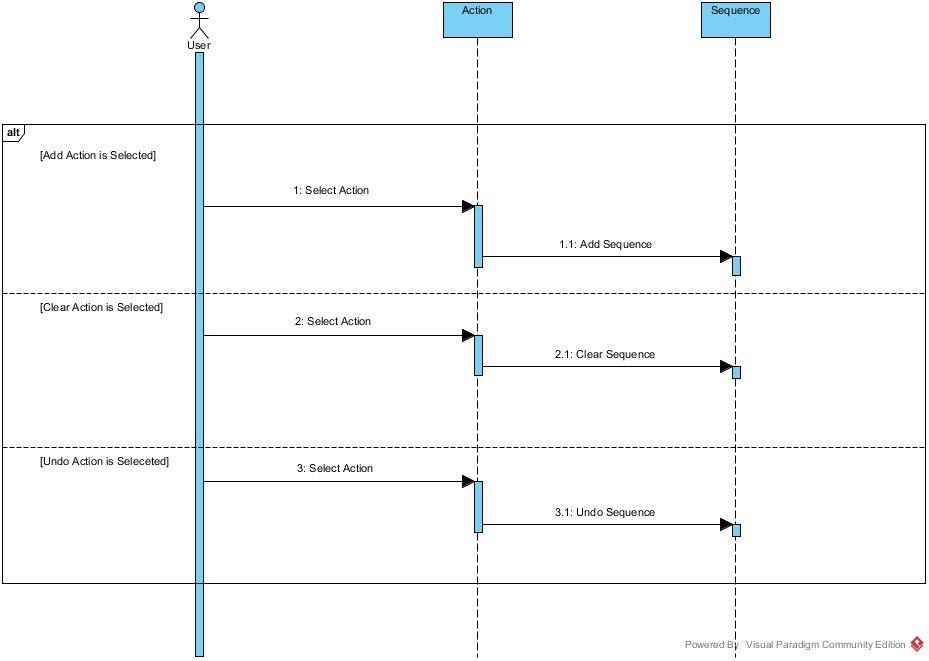 Action
Sequence
User
alt
[Add Action is Selected]
1: Select Action
1.1: Add Sequence
[Clear Action is Selected]
2: Select Action
2.1: Clear Sequence
[Undo Action is Seleceted]
3: Select Action
3.1: Undo Sequence
Powered By Visual Paradigm Community Edition